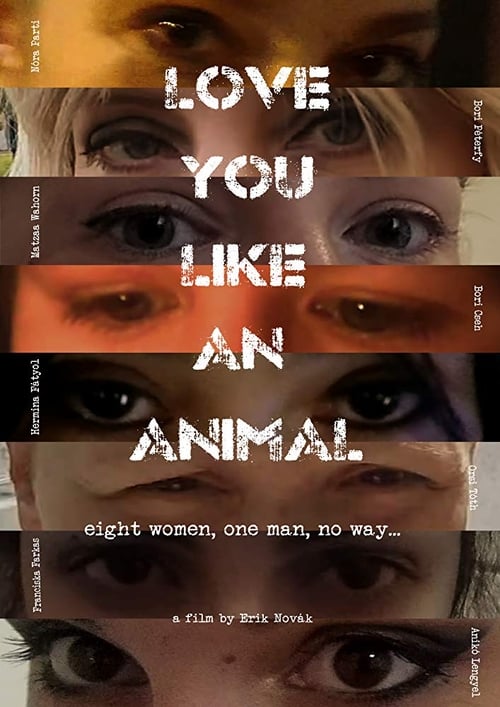 Nóra Parti
LOVE
Bori Péterfy
YOU
Matzaa Wahorn
LIKE
Bori Cseh
AN
Hermina Fátyol
ANIMAL
Orsi Tóth
eight women, one man, no way...
Franciska Farkas
a film by Erik Novák
Anikó Lengyel